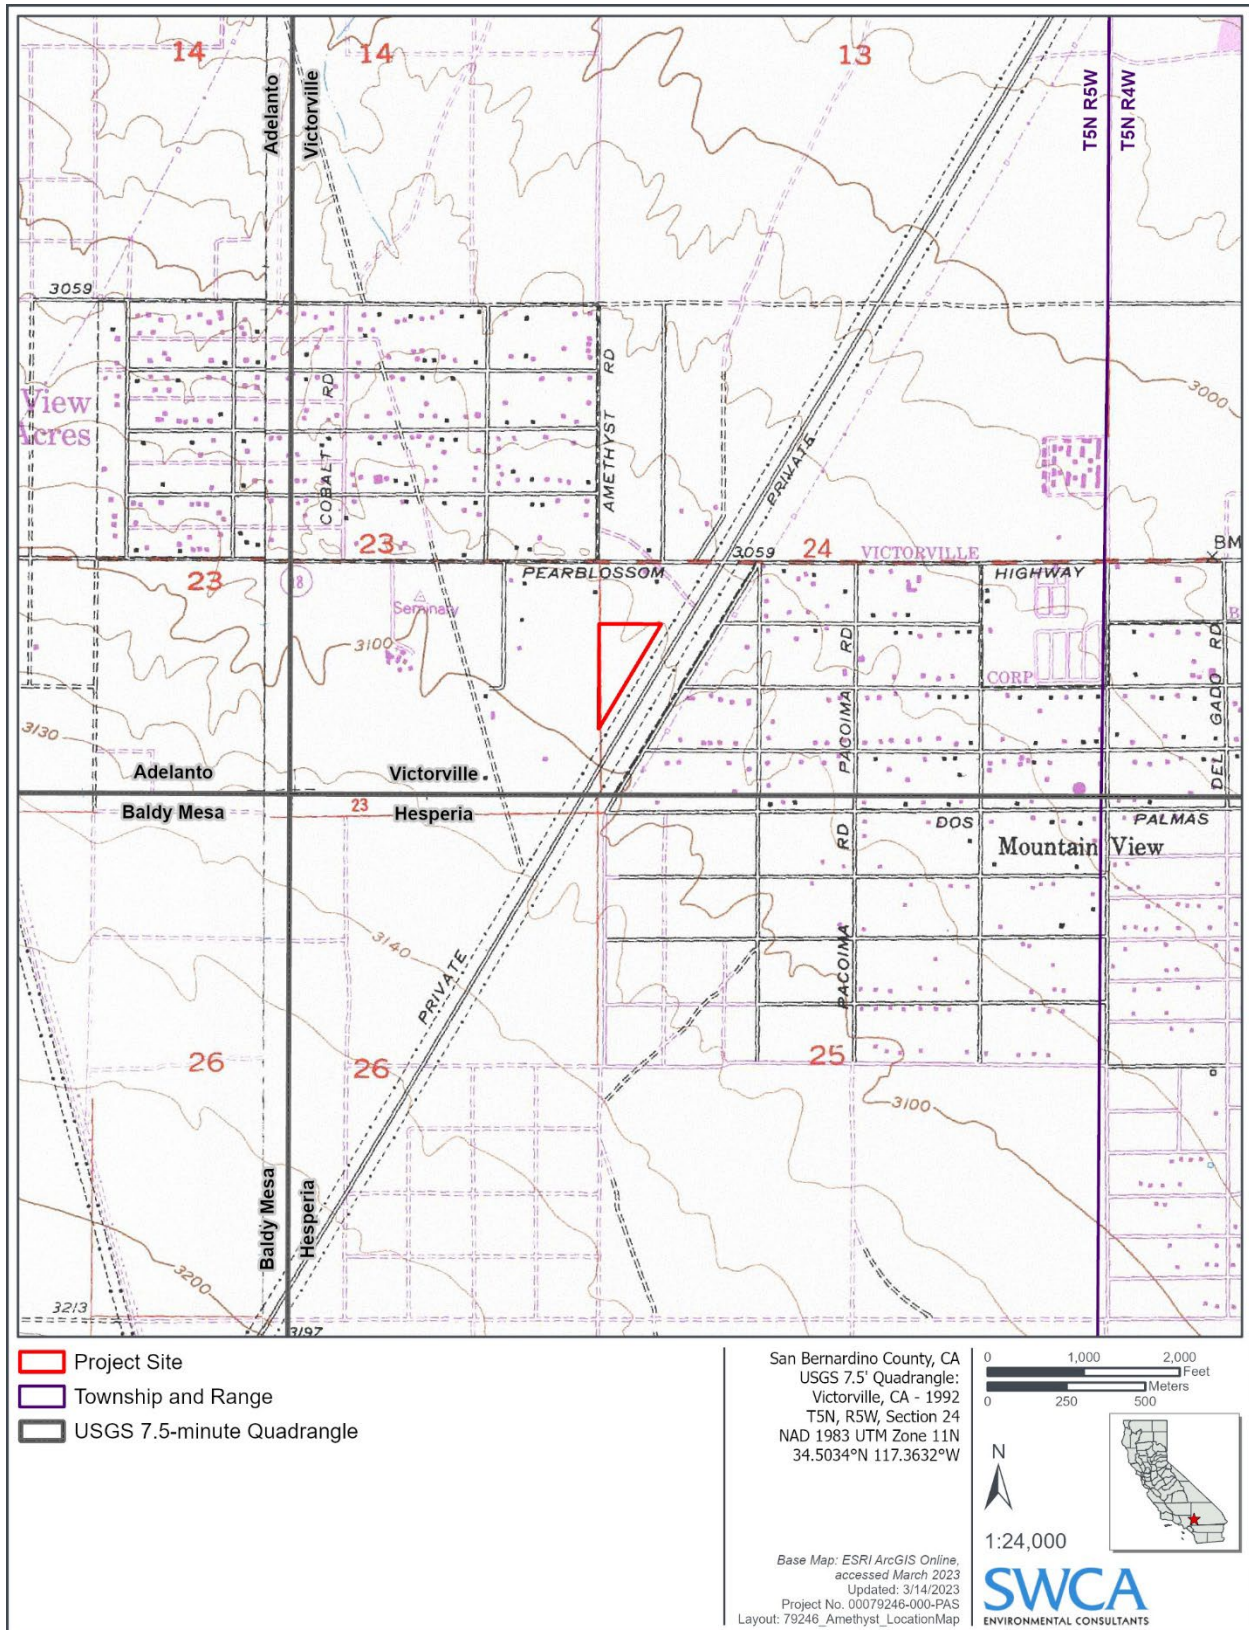 14
14
13
Adelanto
Victorville
T5N R5W
T5N R4W
3059
3000
View
Acres
COBALT RD
AMETHYST RD
PRIVATE
23
3059
24
VICTORVILLE
BM
PEARBLOSSOM
HIGHWAY
23
18
Seminary
3100
PACOIMA RD
CORP
DEL GADO RD
B
3130
Adelanto
Victorville
Baldy Mesa
23
Hesperia
DOS
PALMAS
Mountain View
PACOIMA RD
3140
PRIVATE
26
26
25
3100
Baldy Mesa
Hesperia
3200
3213
3197
Project Site
Township and Range
USGS 7.5-minute Quadrangle
San Bernardino County, CA
USGS 7.5' Quadrangle:
Victorville, CA - 1992
T5N, R5W, Section 24
NAD 1983 UTM Zone 11N
34.5034°N 117.3632°W
Base Map: ESRI ArcGIS Online,
accessed March 2023
Updated: 3/14/2023
Project No. 00079246-000-PAS
Layout: 79246_Amethyst_LocationMap
0 1,000 2,000
Feet
Meters
0 250 500
N
1:24,000
SWCA
ENVIRONMENTAL CONSULTANTS